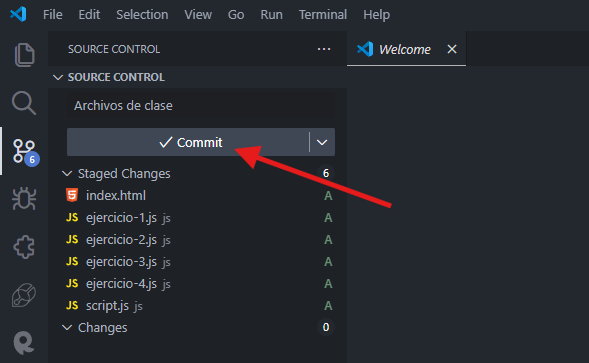 File Edit Selection View Go Run Terminal Help
SOURCE CONTROL ...
Welcome
SOURCE CONTROL
Archivos de clase
Commit
6
Staged Changes 6
index.html A
JS ejercicio-1.js js A
JS ejercicio-2.js js A
JS ejercicio-3.js js A
JS ejercicio-4.js js A
JS script.js js A
Changes 0